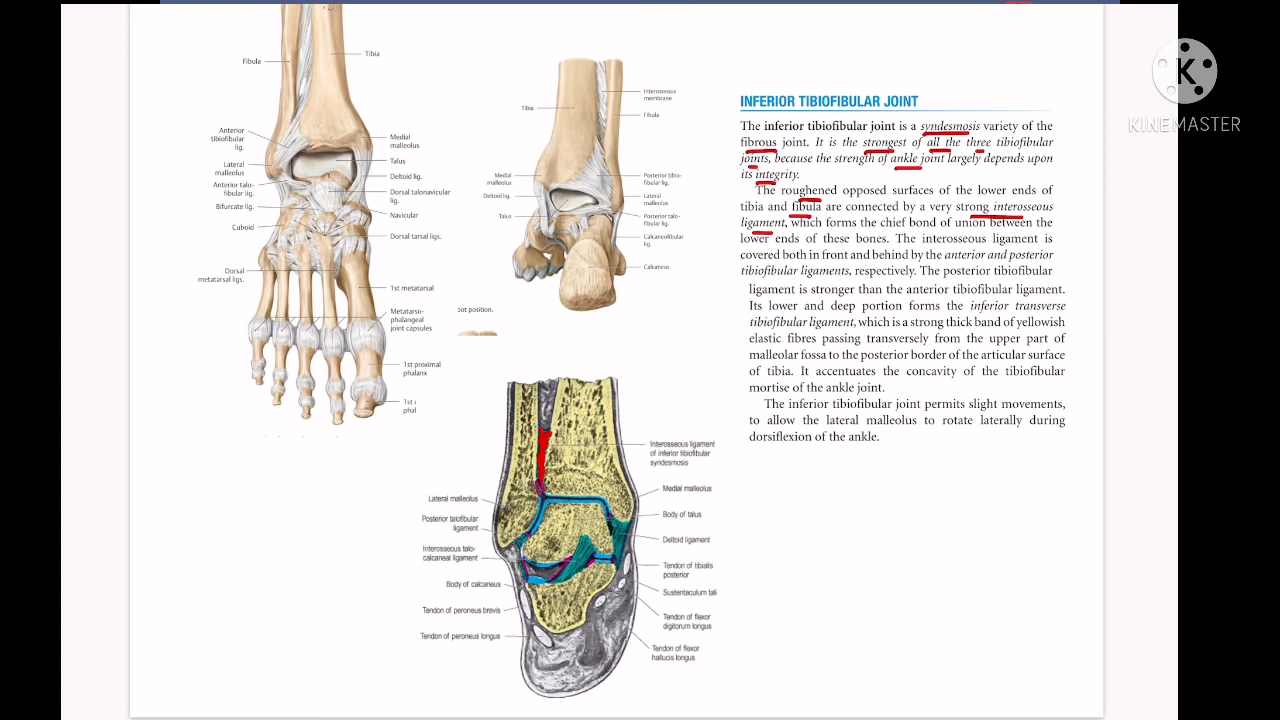 Fibula
Tibia
Anterior
tibiofibular
lig.
Lateral
malleolus
Anterior talo-
fibular lig.
Bifurcate lig.
Cuboid
Dorsal
metatarsal ligs.
Medial
malleolus
Talus
Deltoid lig.
Dorsal talonavicular
lig.
Navicular
Dorsal tarsal ligs.
1st metatarsal
Metatarso-
phalangeal
joint capsules
1st proximal
phalanx
1st
phal
Tibia
Medial
malleolus
Deltoid lig.
Talus
Interosseous
membrane
Fibula
Posterior tibio-
fibular lig.
Lateral
malleolus
Posterior talo-
fibular lig.
Calcaneofibular
lig.
Calcaneus
oot position.
Lateral malleolus
Posterior talofibular
ligament
Interosseous talo-
calcaneal ligament
Body of calcaneus
Tendon of peroneus brevis
Tendon of peroneus longus
Interosseous ligament
of inferior tibiofibular
syndesmosis
Medial malleolus
Body of talus
Deltoid ligament
Tendon of tibialis
posterior
Sustentaculum tali
Tendon of flexor
digitorum longus
Tendon of flexor
hallucis longus
INFERIOR TIBIOFIBULAR JOINT
The inferior tibiofibular joint is a syndesmosis variety of the
fibrous joint. It is the strongest of all the three tibiofibular
joints, because the strength of ankle joint largely depends upon
its integrity.
The roughened opposed surfaces of the lower ends of
tibia and fibula are connected by a very strong interosseous
ligament, which forms the chief bond of union between the
lower ends of these bones. The interosseous ligament is
covered both in front and behind by the anterior and posterior
tibiofibular ligaments, respectively. The posterior tibiofibular
ligament is stronger than the anterior tibiofibular ligament.
Its lower and deep portion forms the inferior transverse
tibiofibular ligament, which is a strong thick band of yellowish
elastic fibres passing transversely from the upper part of
malleolar fossa to the posterior border of the articular surface
of tibia. It accentuates the concavity of the tibiofibular
mortise of the ankle joint.
The inferior tibiofibular joint permits slight movements,
to allow the lateral malleolus to rotate laterally during
dorsiflexion of the ankle.
K
KINEMASTER